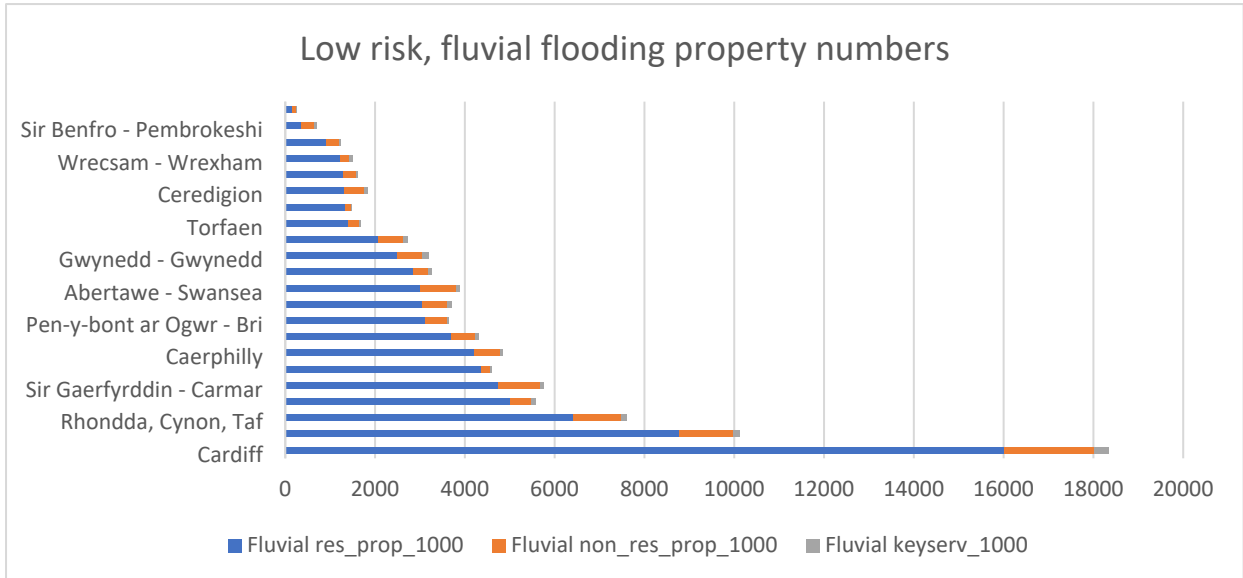 Low risk, fluvial flooding property numbers
Sir Benfro - Pembrokeshi
Wrecsam - Wrexham
Ceredigion
Torfaen
Gwynedd - Gwynedd
Abertawe - Swansea
Pen-y-bont ar Ogwr - Bri
Caerphilly
Sir Gaerfyrddin - Carmar
Rhondda, Cynon, Taf
Cardiff
0 2000 4000 6000 8000 10000 12000 14000 16000 18000 20000
Fluvial res_prop_1000 Fluvial non_res_prop_1000 Fluvial keyserv_1000